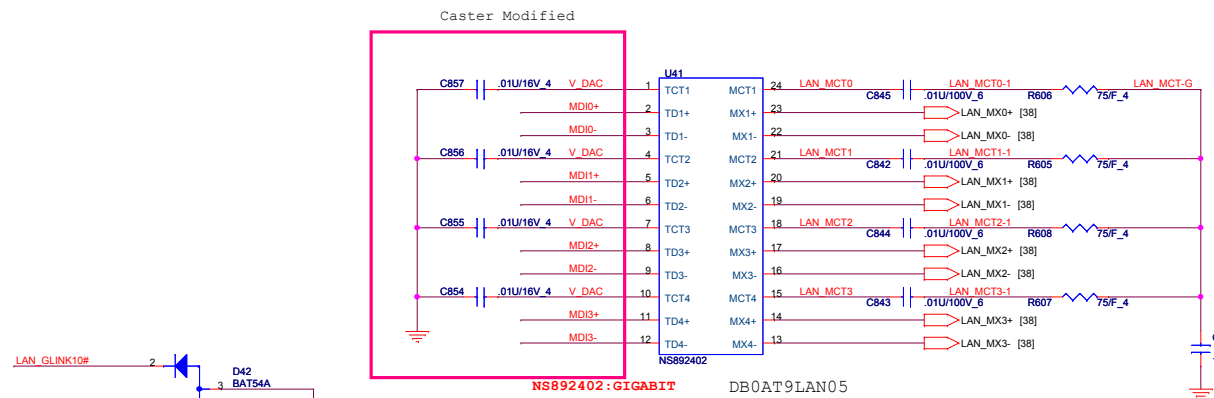 Caster Modified
U41
C857 .01U/16V_4 V_DAC 1 TCT1 MCT1 24 LAN_MCT0 C845 .01U/100V_6 LAN_MCT0-1 R606 75/F_4 LAN_MCT-G
MDI0+ 2 TD1+ MX1+ 23 LAN_MX0+ [38]
MDI0- 3 TD1- MX1- 22 LAN_MX0- [38]
C856 .01U/16V_4 V_DAC 4 TCT2 MCT2 21 LAN_MCT1 C842 .01U/100V_6 LAN_MCT1-1 R605 75/F_4
MDI1+ 5 TD2+ MX2+ 20 LAN_MX1+ [38]
MDI1- 6 TD2- MX2- 19 LAN_MX1- [38]
C855 .01U/16V_4 V_DAC 7 TCT3 MCT3 18 LAN_MCT2 C844 .01U/100V_6 LAN_MCT2-1 R608 75/F_4
MDI2+ 8 TD3+ MX3+ 17 LAN_MX2+ [38]
MDI2- 9 TD3- MX3- 16 LAN_MX2- [38]
C854 .01U/16V_4 V_DAC 10 TCT4 MCT4 15 LAN_MCT3 C843 .01U/100V_6 LAN_MCT3-1 R607 75/F_4
MDI3+ 11 TD4+ MX4+ 14 LAN_MX3+ [38]
MDI3- 12 TD4- MX4- 13 LAN_MX3- [38]
NS892402
LAN_GLINK10# 2 D42
3 BAT54A
NS892402:GIGABIT DB0AT9LAN05